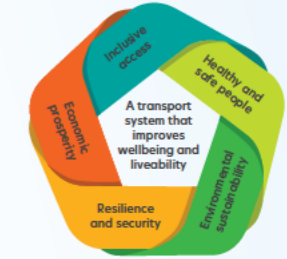 Inclusive
access
Healthy and
safe people
Environmental
sustainability
Resilience
and security
Economic
prosperity
A transport
system that
improves
wellbeing and
liveability